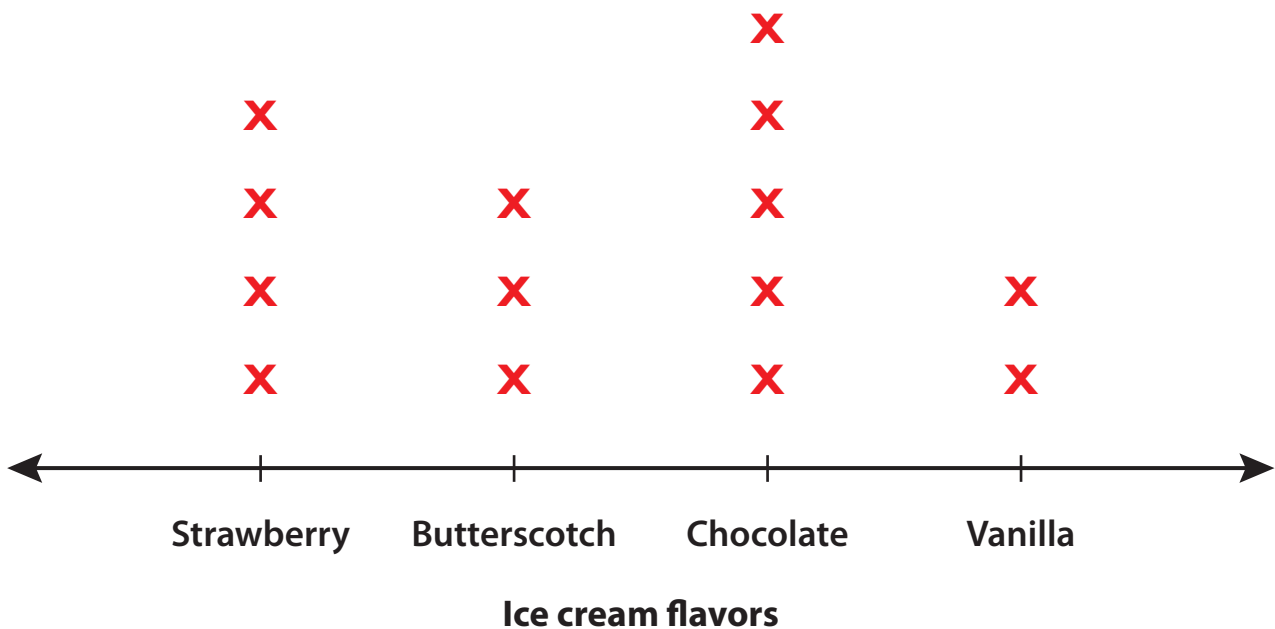 x
x x
x x x
x x x x
x x x x
Strawberry Butterscotch Chocolate Vanilla
Ice cream flavors